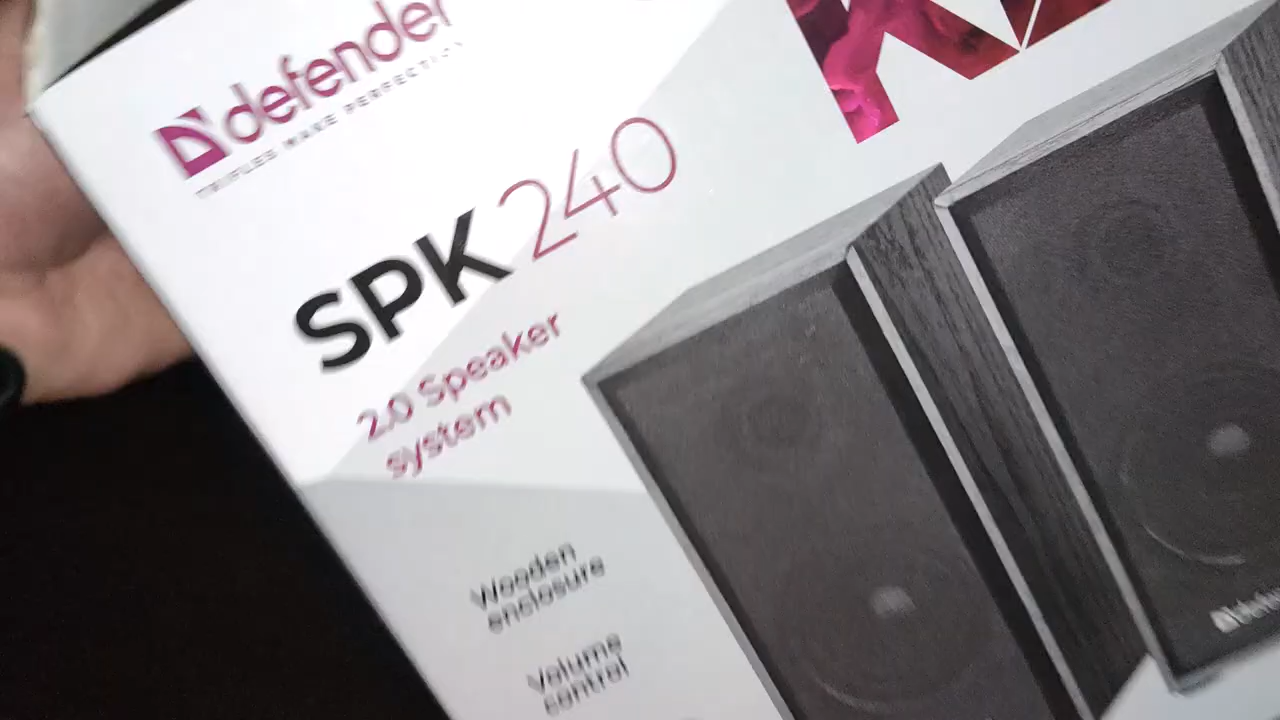 defender
TRIFLES MAKE PERFECTION
SPK 240
2.0 Speaker
system
Wooden
enclosure
Volume
control